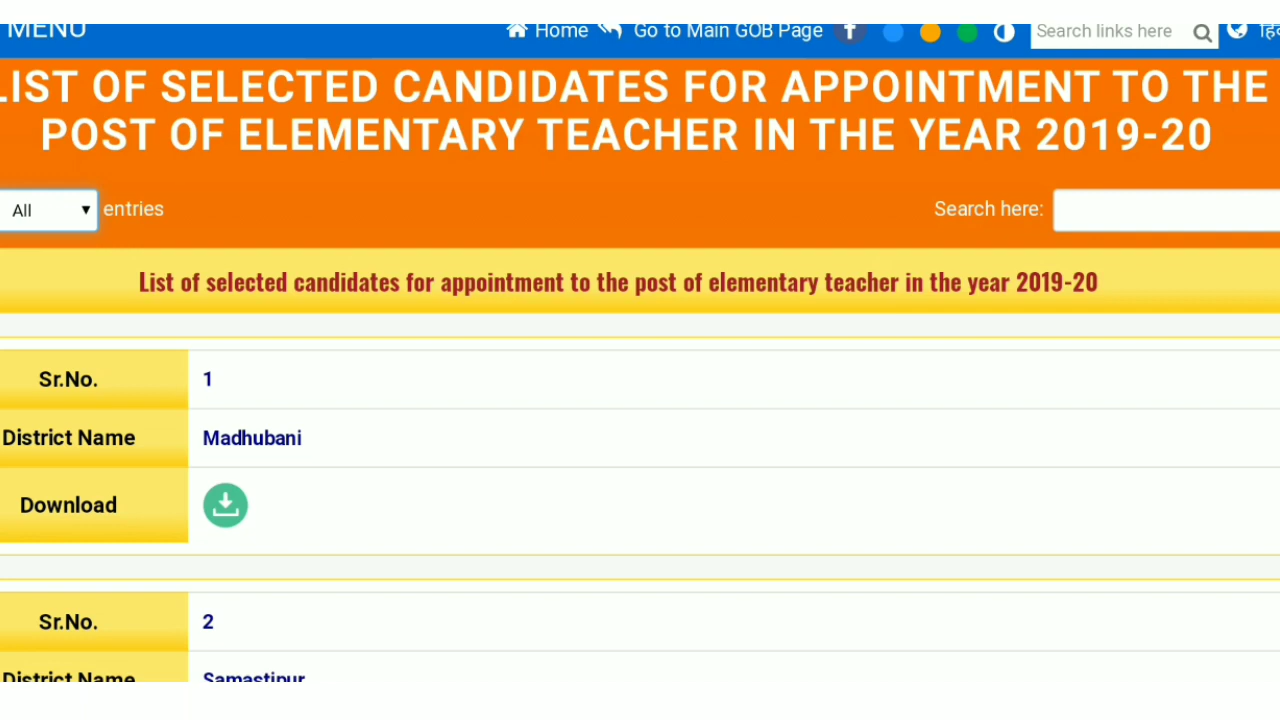 MENU Home Go to Main GOB Page Search links here
LIST OF SELECTED CANDIDATES FOR APPOINTMENT TO THE
POST OF ELEMENTARY TEACHER IN THE YEAR 2019-20
All entries Search here:
List of selected candidates for appointment to the post of elementary teacher in the year 2019-20
Sr.No. 1
District Name Madhubani
Download
Sr.No. 2
District Name Samastipur